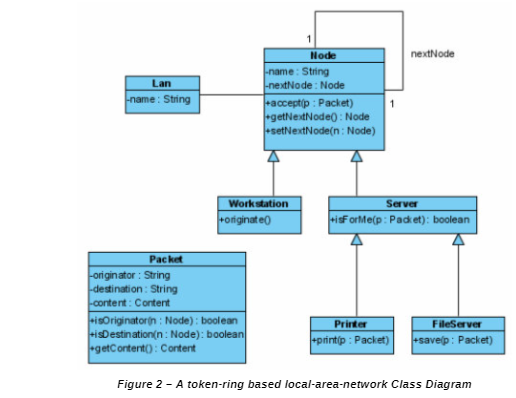 1
nextNode
Node
-name : String
-nextNode : Node
+accept(p : Packet)
+getNextNode() : Node
+setNextNode(n : Node)
1
Lan
-name : String
Workstation
+originate()
Server
+isForMe(p : Packet) : boolean
Packet
-originator : String
-destination : String
-content : Content
+isOriginator(n : Node) : boolean
+isDestination(n : Node) : boolean
+getContent() : Content
Printer
+print(p : Packet)
FileServer
+save(p : Packet)
Figure 2 – A token-ring based local-area-network Class Diagram